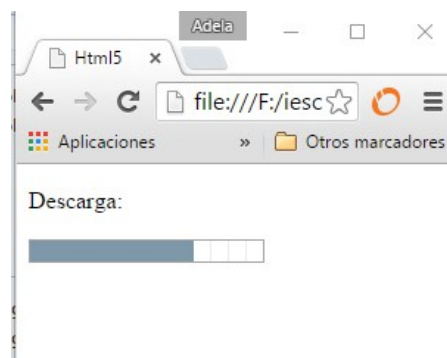 Adela
Html5
file:///F:/iesc
Aplicaciones » Otros marcadores
Descarga: